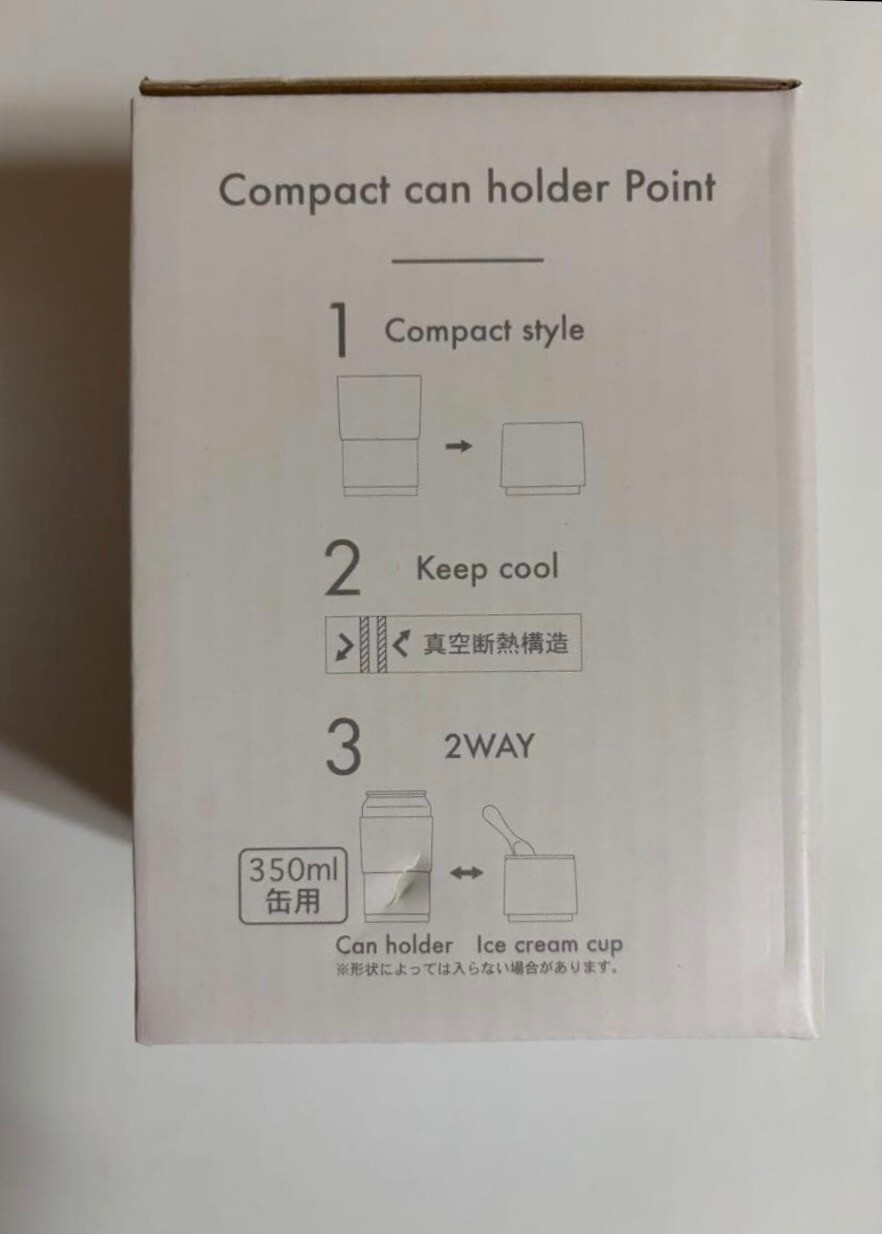 Compact can holder Point
1 Compact style
2 Keep cool
真空断熱構造
3 2WAY
350ml
缶用
Can holder Ice cream cup
※形状によっては入らない場合があります。